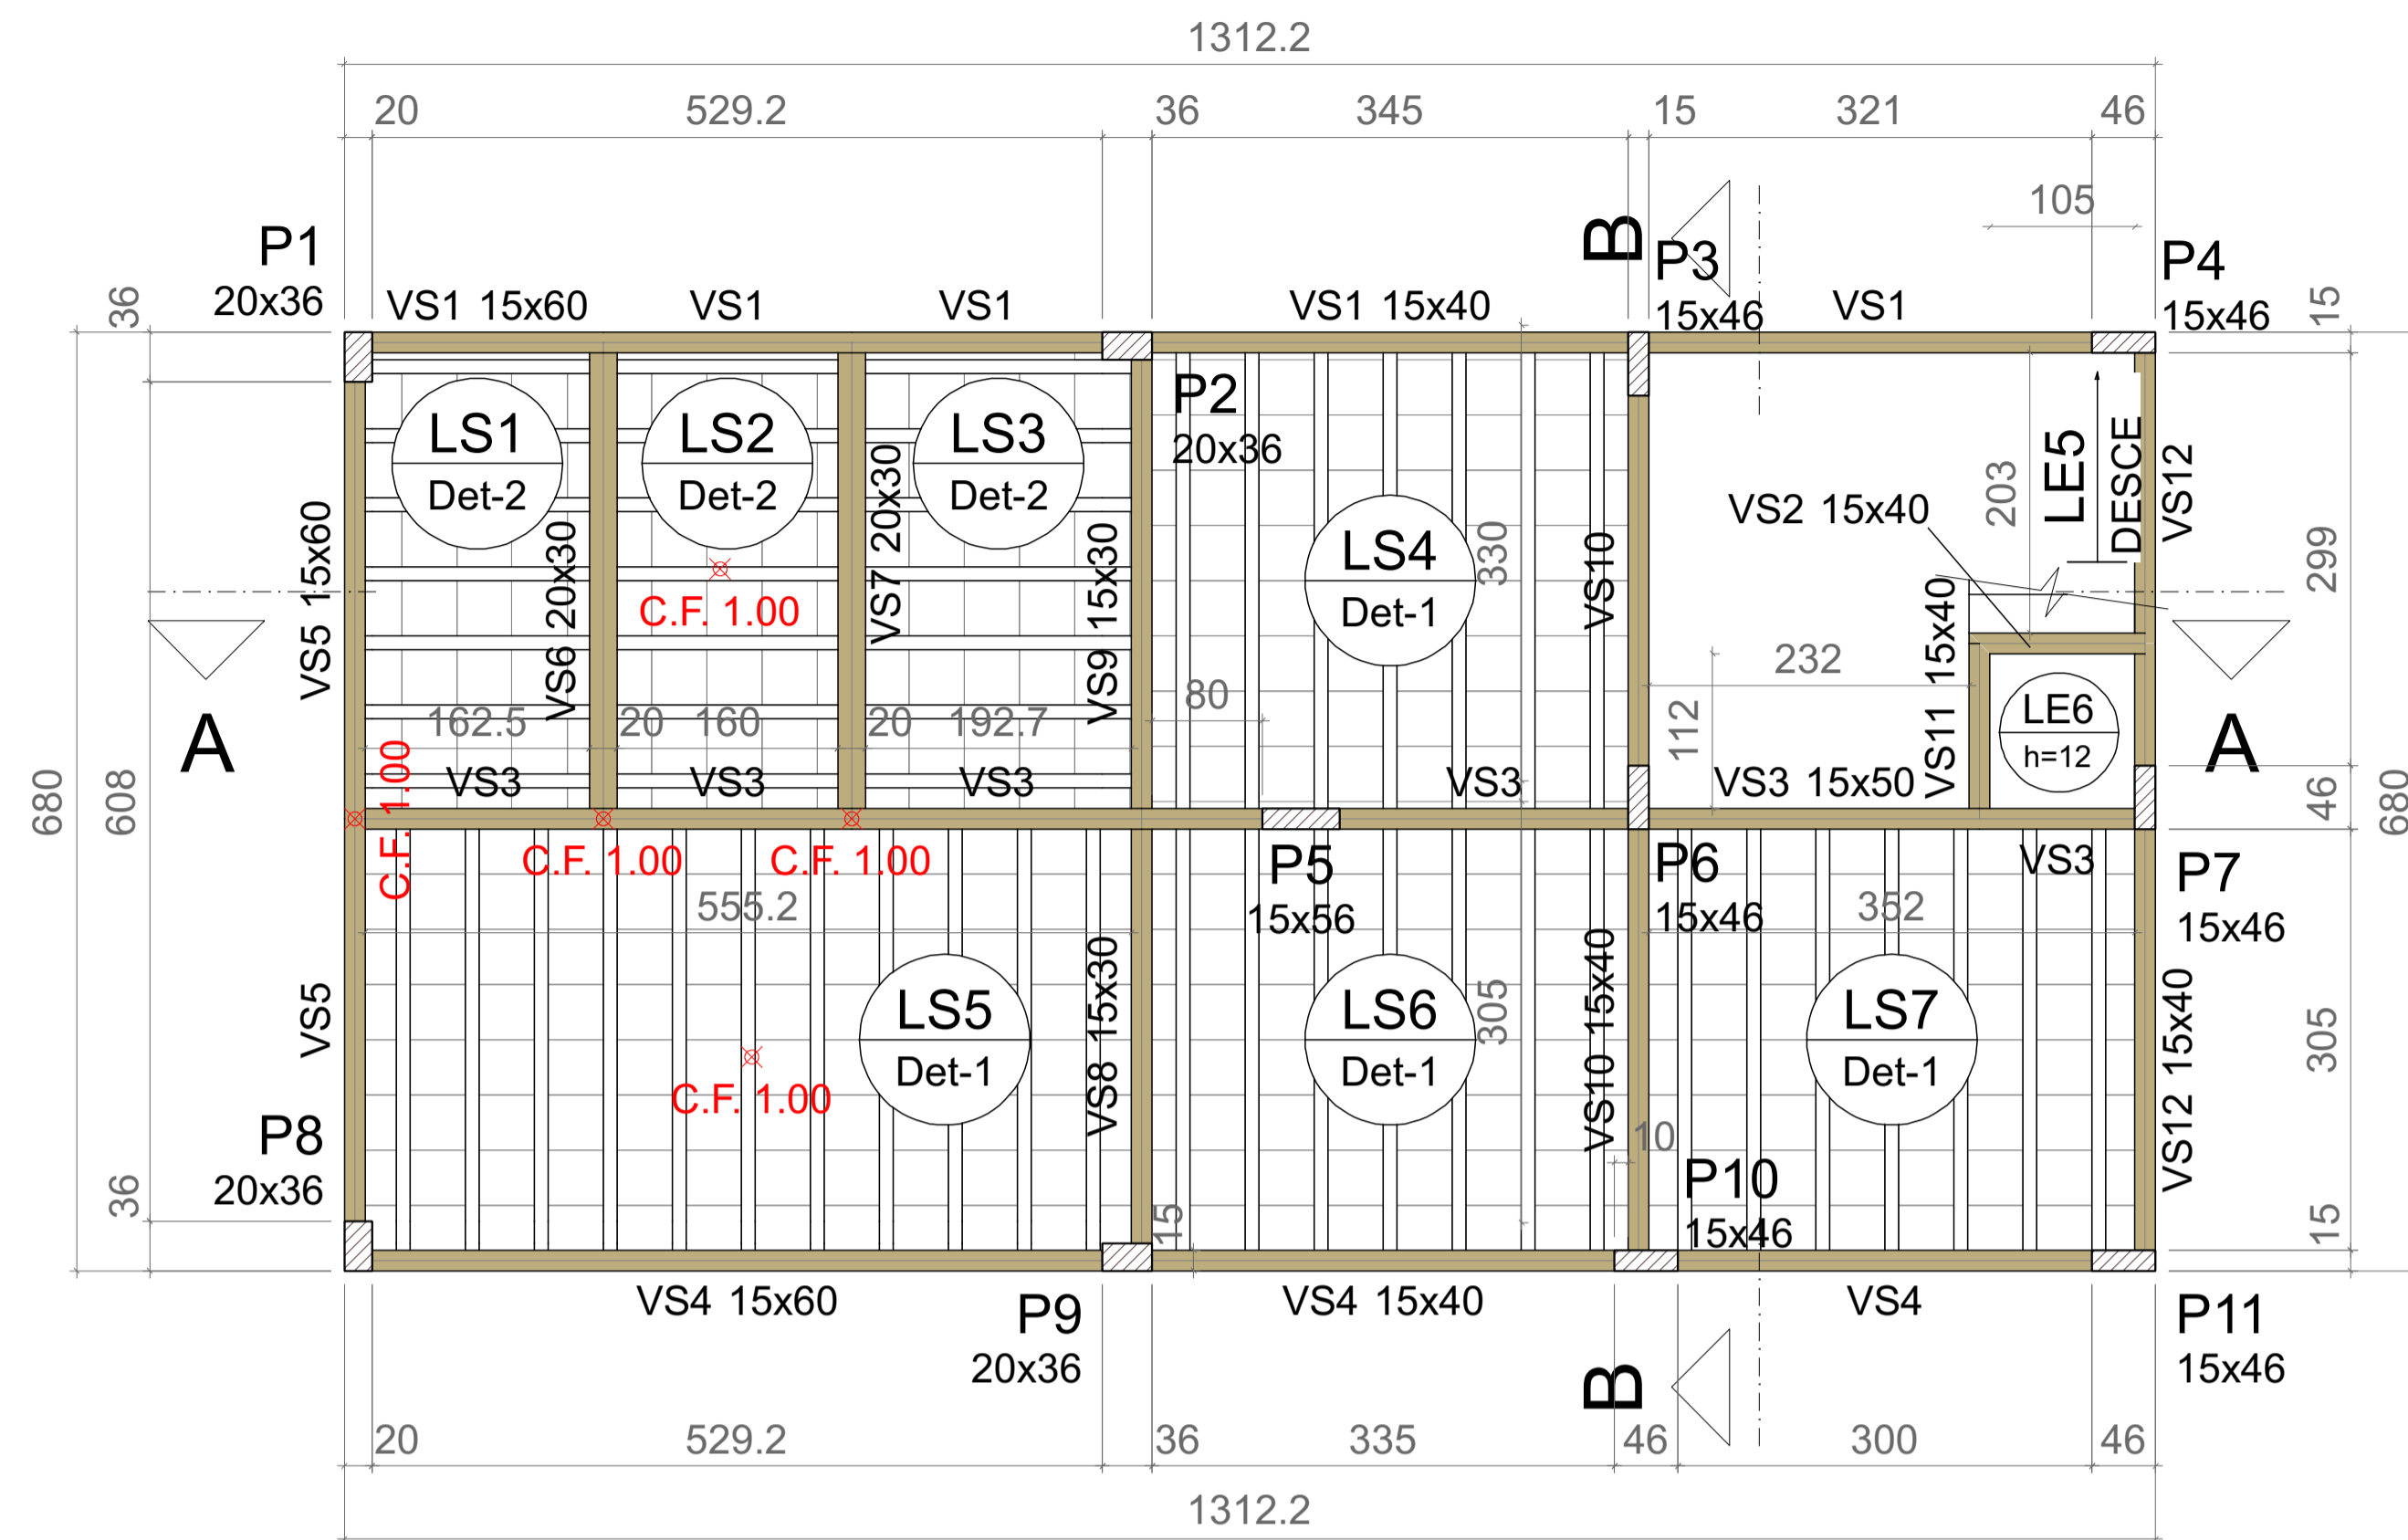 1312.2
20 529.2 36 345 15 321 46
105
P1
20x36
36
VS1 15x60
VS1
VS1
VS1 15x40
B
P3
15x46
VS1
P4
15x46
15
LS1
Det-2
LS2
Det-2
LS3
Det-2
P2
20x36
LS4
Det-1
330
VS10
VS2 15x40
203
LE5
DESCE
VS12
299
VS5 15x60
VS6 20x30
C.F. 1.00
VS7 20x30
VS9 15x30
A
162.5 20 160 20 192.7
80
232
112
VS11 15x40
LE6
h=12
A
VS3
VS3
VS3
VS3
VS3 15x50
46
680
608
680
C.F. 1.00
C.F. 1.00
C.F. 1.00
555.2
P5
15x56
P6
15x46
VS3
352
P7
15x46
VS5
LS5
Det-1
C.F. 1.00
VS8 15x30
LS6
Det-1
305
VS10 15x40
LS7
Det-1
VS12 15x40
305
P8
20x36
36
15
10
P10
15x46
15
VS4 15x60
P9
20x36
VS4 15x40
B
VS4
P11
15x46
20 529.2 36 335 46 300 46
1312.2